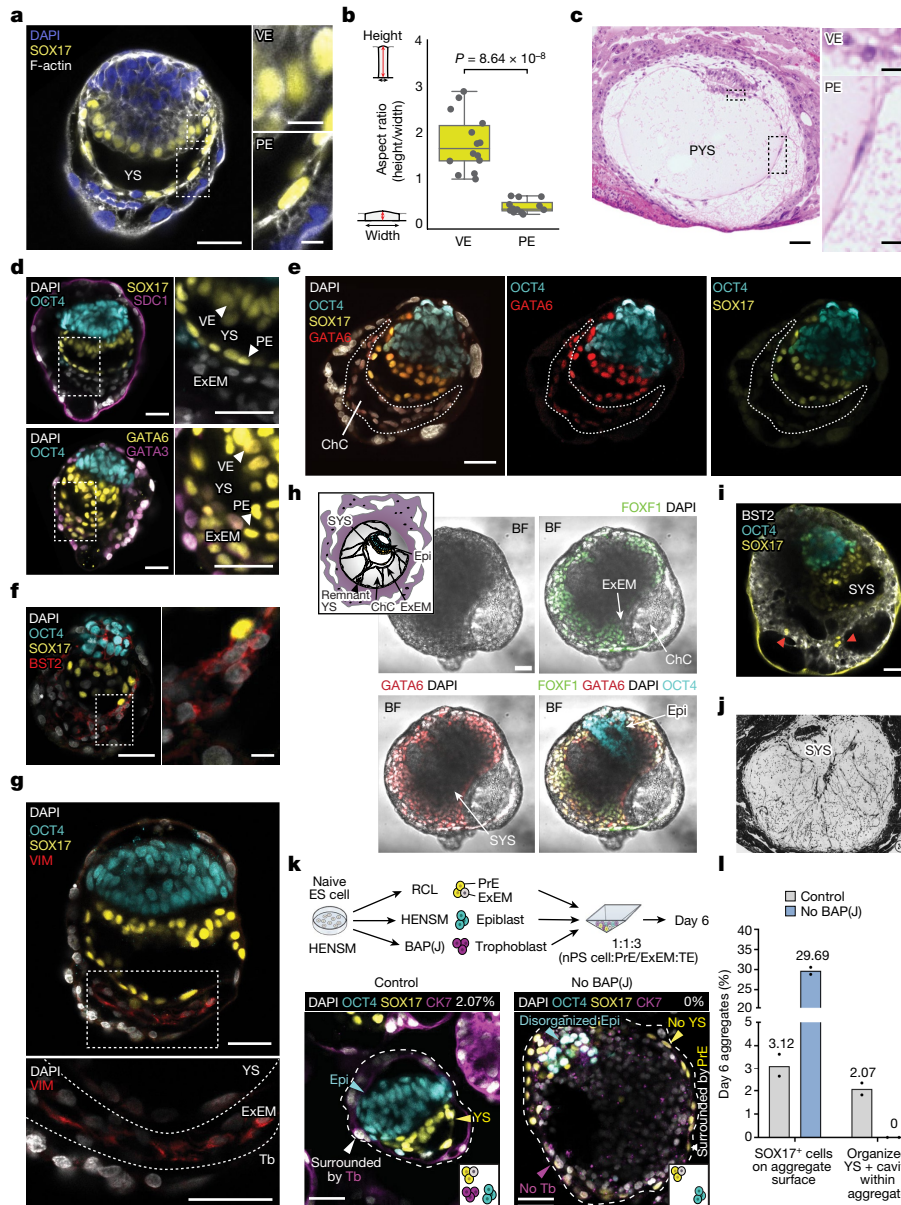 a
DAPI
SOX17
F-actin
YS
VE
PE
b
Height
Width
Aspect ratio
(height/width)
P = 8.64 × 10⁻⁸
4
3
2
1
0
VE
PE
c
PYS
VE
PE
d
DAPI
OCT4
SOX17
SDC1
VE
YS
PE
ExEM
DAPI
OCT4
GATA6
GATA3
VE
YS
PE
ExEM
e
DAPI
OCT4
SOX17
GATA6
ChC
OCT4
GATA6
OCT4
SOX17
f
DAPI
OCT4
SOX17
BST2
g
DAPI
OCT4
SOX17
VIM
DAPI
VIM
YS
ExEM
Tb
h
SYS
Epi
Remnant
YS
ChC ExEM
BF
FOXF1 DAPI
BF
ExEM
ChC
GATA6 DAPI
BF
SYS
FOXF1 GATA6 DAPI OCT4
BF
Epi
i
BST2
OCT4
SOX17
SYS
j
SYS
k
Naive
ES cell
HENSM
RCL
PrE
ExEM
HENSM
Epiblast
BAP(J)
Trophoblast
1:1:3
(nPS cell:PrE/ExEM:TE)
Day 6
Control
DAPI OCT4 SOX17 CK7 2.07%
Epi
YS
Surrounded
by Tb
No BAP(J)
DAPI OCT4 SOX17 CK7 0%
Disorganized Epi
No YS
Surrounded by PrE
No Tb
l
Control
No BAP(J)
Day 6 aggregates (%)
40
35
30
25
20
5
4
3
2
1
0
3.12
29.69
2.07
0
SOX17⁺ cells
on aggregate
surface
Organize
YS + cavi
within
aggregat